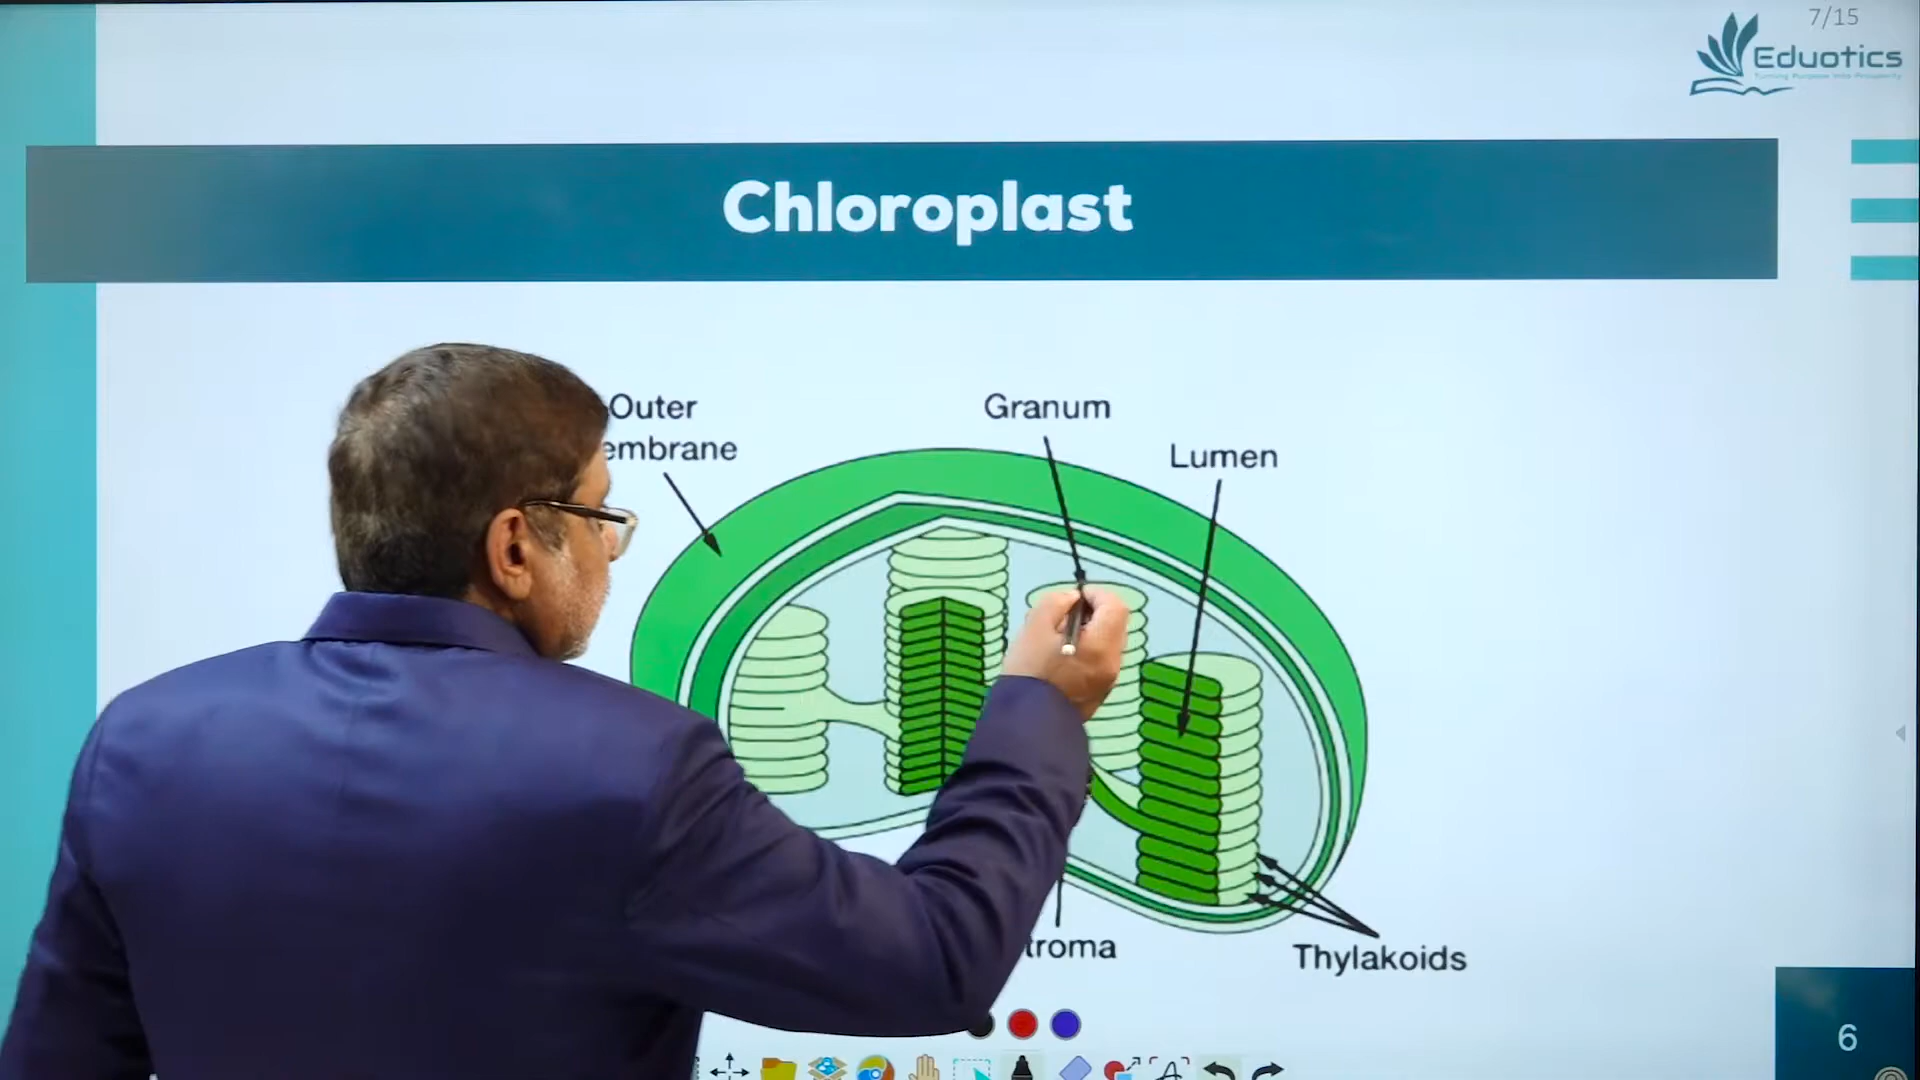 7/15
Eduotics
Turning Purpose Into Prosperity
Chloroplast
Outer
embrane
Granum
Lumen
troma
Thylakoids
6